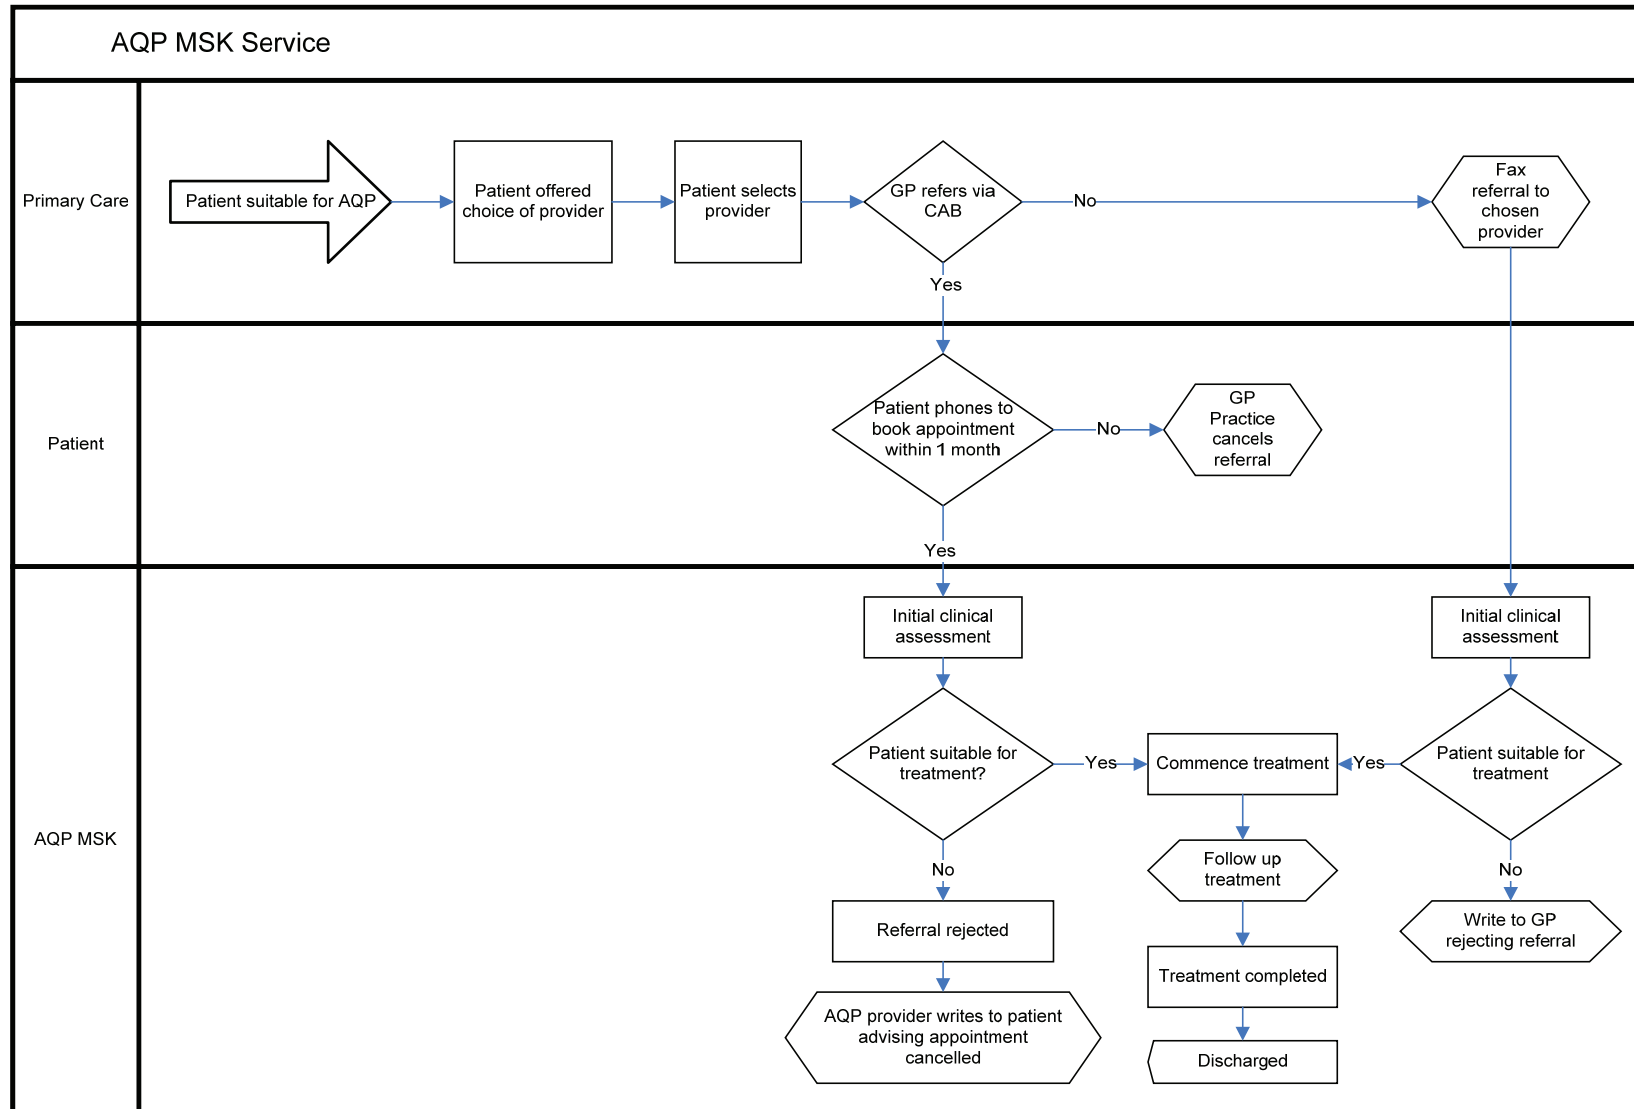 AQP MSK Service
Primary Care
Patient suitable for AQP
Patient offered
choice of provider
Patient selects
provider
GP refers via
CAB
No
Fax
referral to
chosen
provider
Yes
Patient
Patient phones to
book appointment
within 1 month
No
GP
Practice
cancels
referral
Yes
AQP MSK
Initial clinical
assessment
Initial clinical
assessment
Patient suitable for
treatment?
Yes
Commence treatment
Yes
Patient suitable for
treatment
No
Follow up
treatment
No
Referral rejected
Write to GP
rejecting referral
Treatment completed
AQP provider writes to patient
advising appointment
cancelled
Discharged